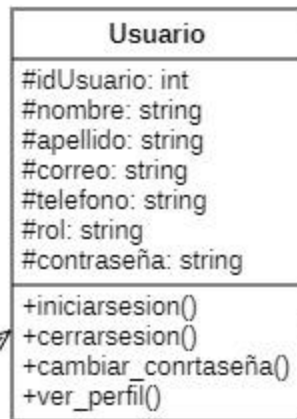 Usuario
#idUsuario: int
#nombre: string
#apellido: string
#correo: string
#telefono: string
#rol: string
#contraseña: string
+iniciarsesion()
+cerrarsesion()
+cambiar_conrtaseña()
+ver_perfil()